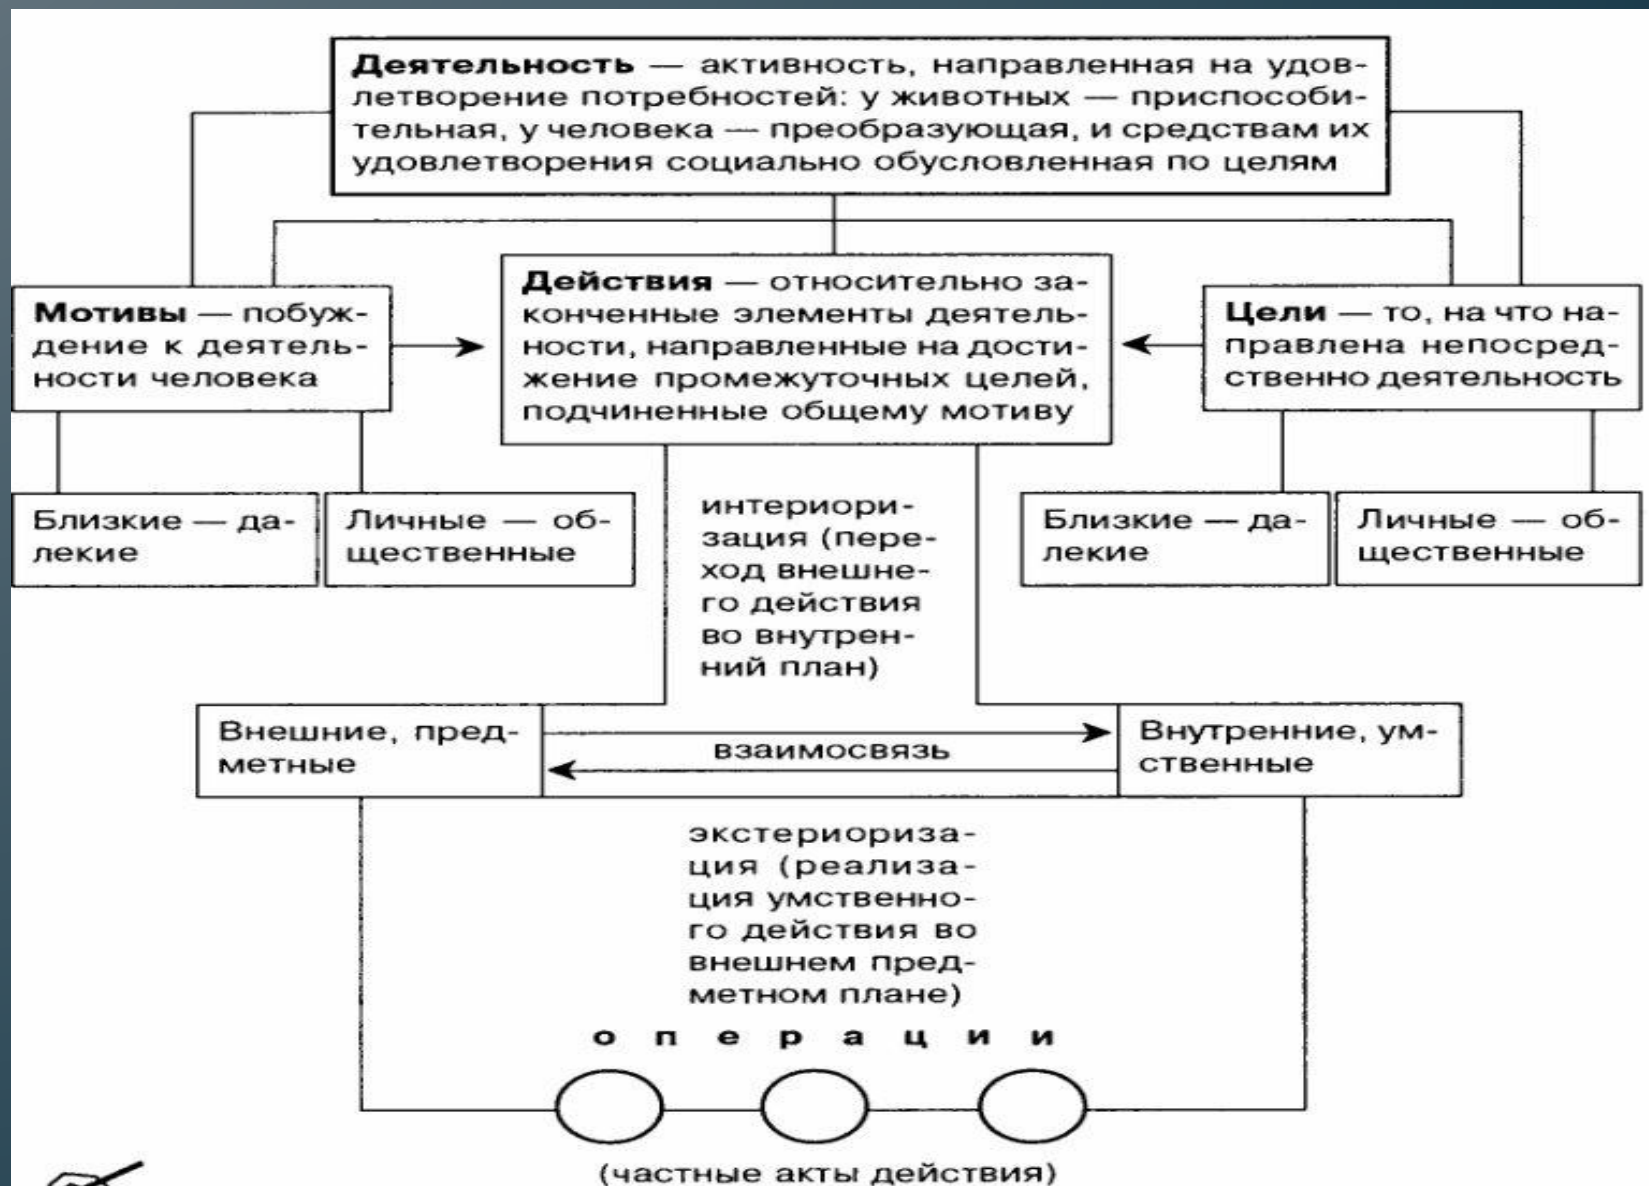 Деятельность — активность, направленная на удов-
летворение потребностей: у животных — приспособи-
тельная, у человека — преобразующая, и средствам их
удовлетворения социально обусловленная по целям
Мотивы — побуж-
дение к деятель-
ности человека
Действия — относительно за-
конченные элементы деятель-
ности, направленные на дости-
жение промежуточных целей,
подчиненные общему мотиву
Цели — то, на что на-
правлена непосред-
ственно деятельность
Близкие — да-
лекие
Личные — об-
щественные
интериори-
зация (пере-
ход внешне-
го действия
во внутрен-
ний план)
Близкие — да-
лекие
Личные — об-
щественные
Внешние, пред-
метные
взаимосвязь
Внутренние, ум-
ственные
экстериориза-
ция (реализа-
ция умственно-
го действия во
внешнем пред-
метном плане)
операции
(частные акты действия)